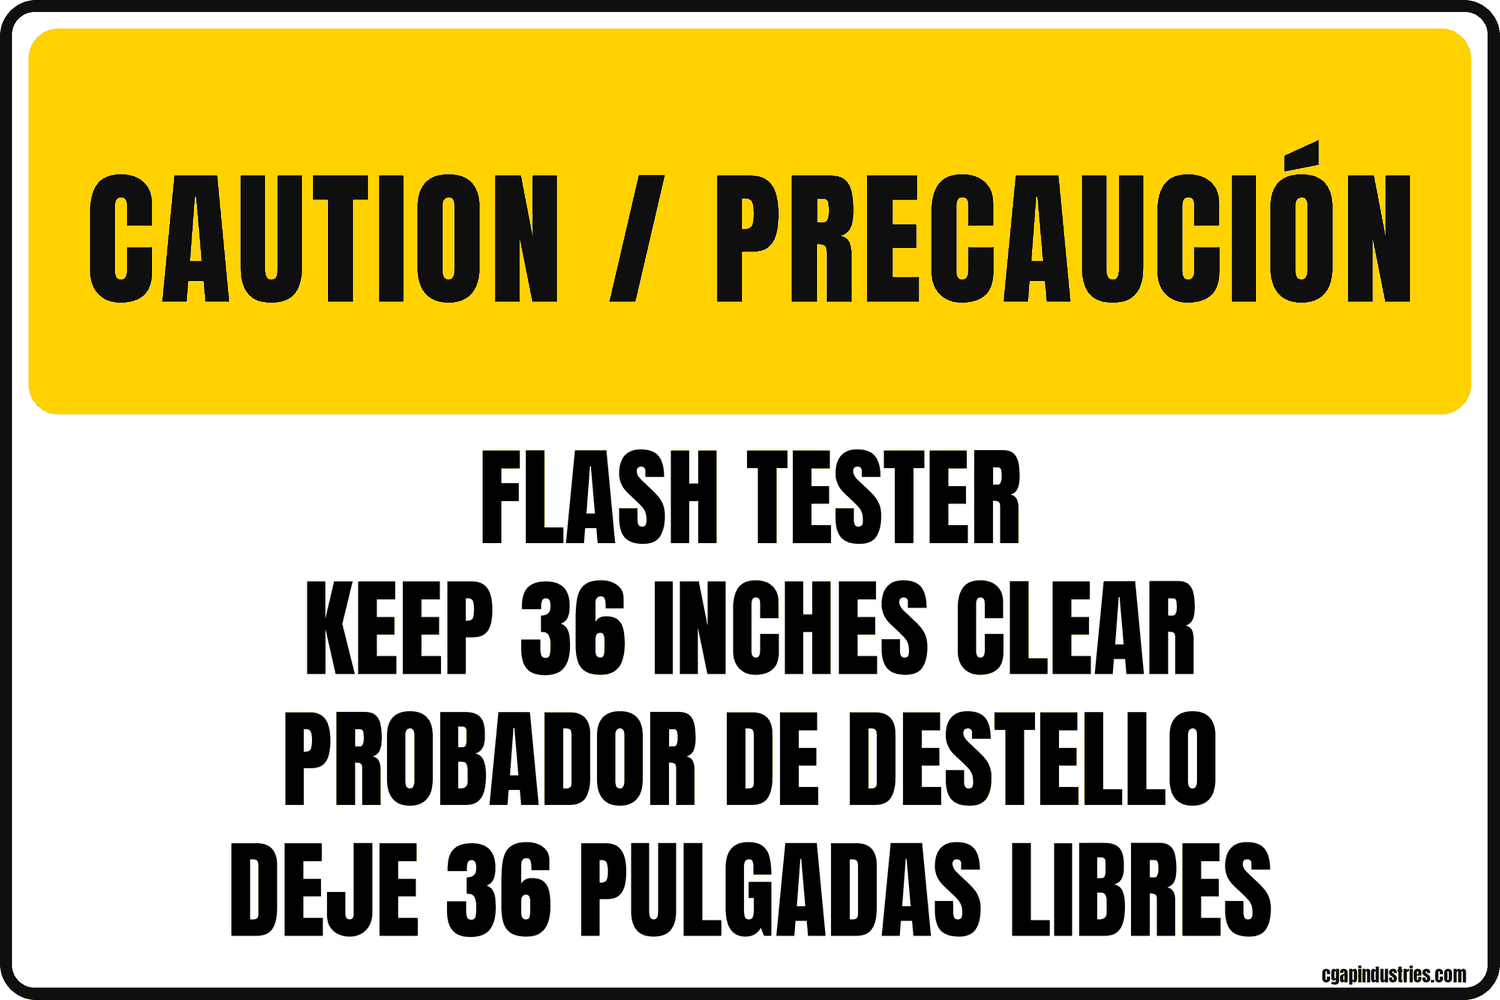 CAUTION / PRECAUCIÓN
FLASH TESTER
KEEP 36 INCHES CLEAR
PROBADOR DE DESTELLO
DEJE 36 PULGADAS LIBRES
cgapindustries.com